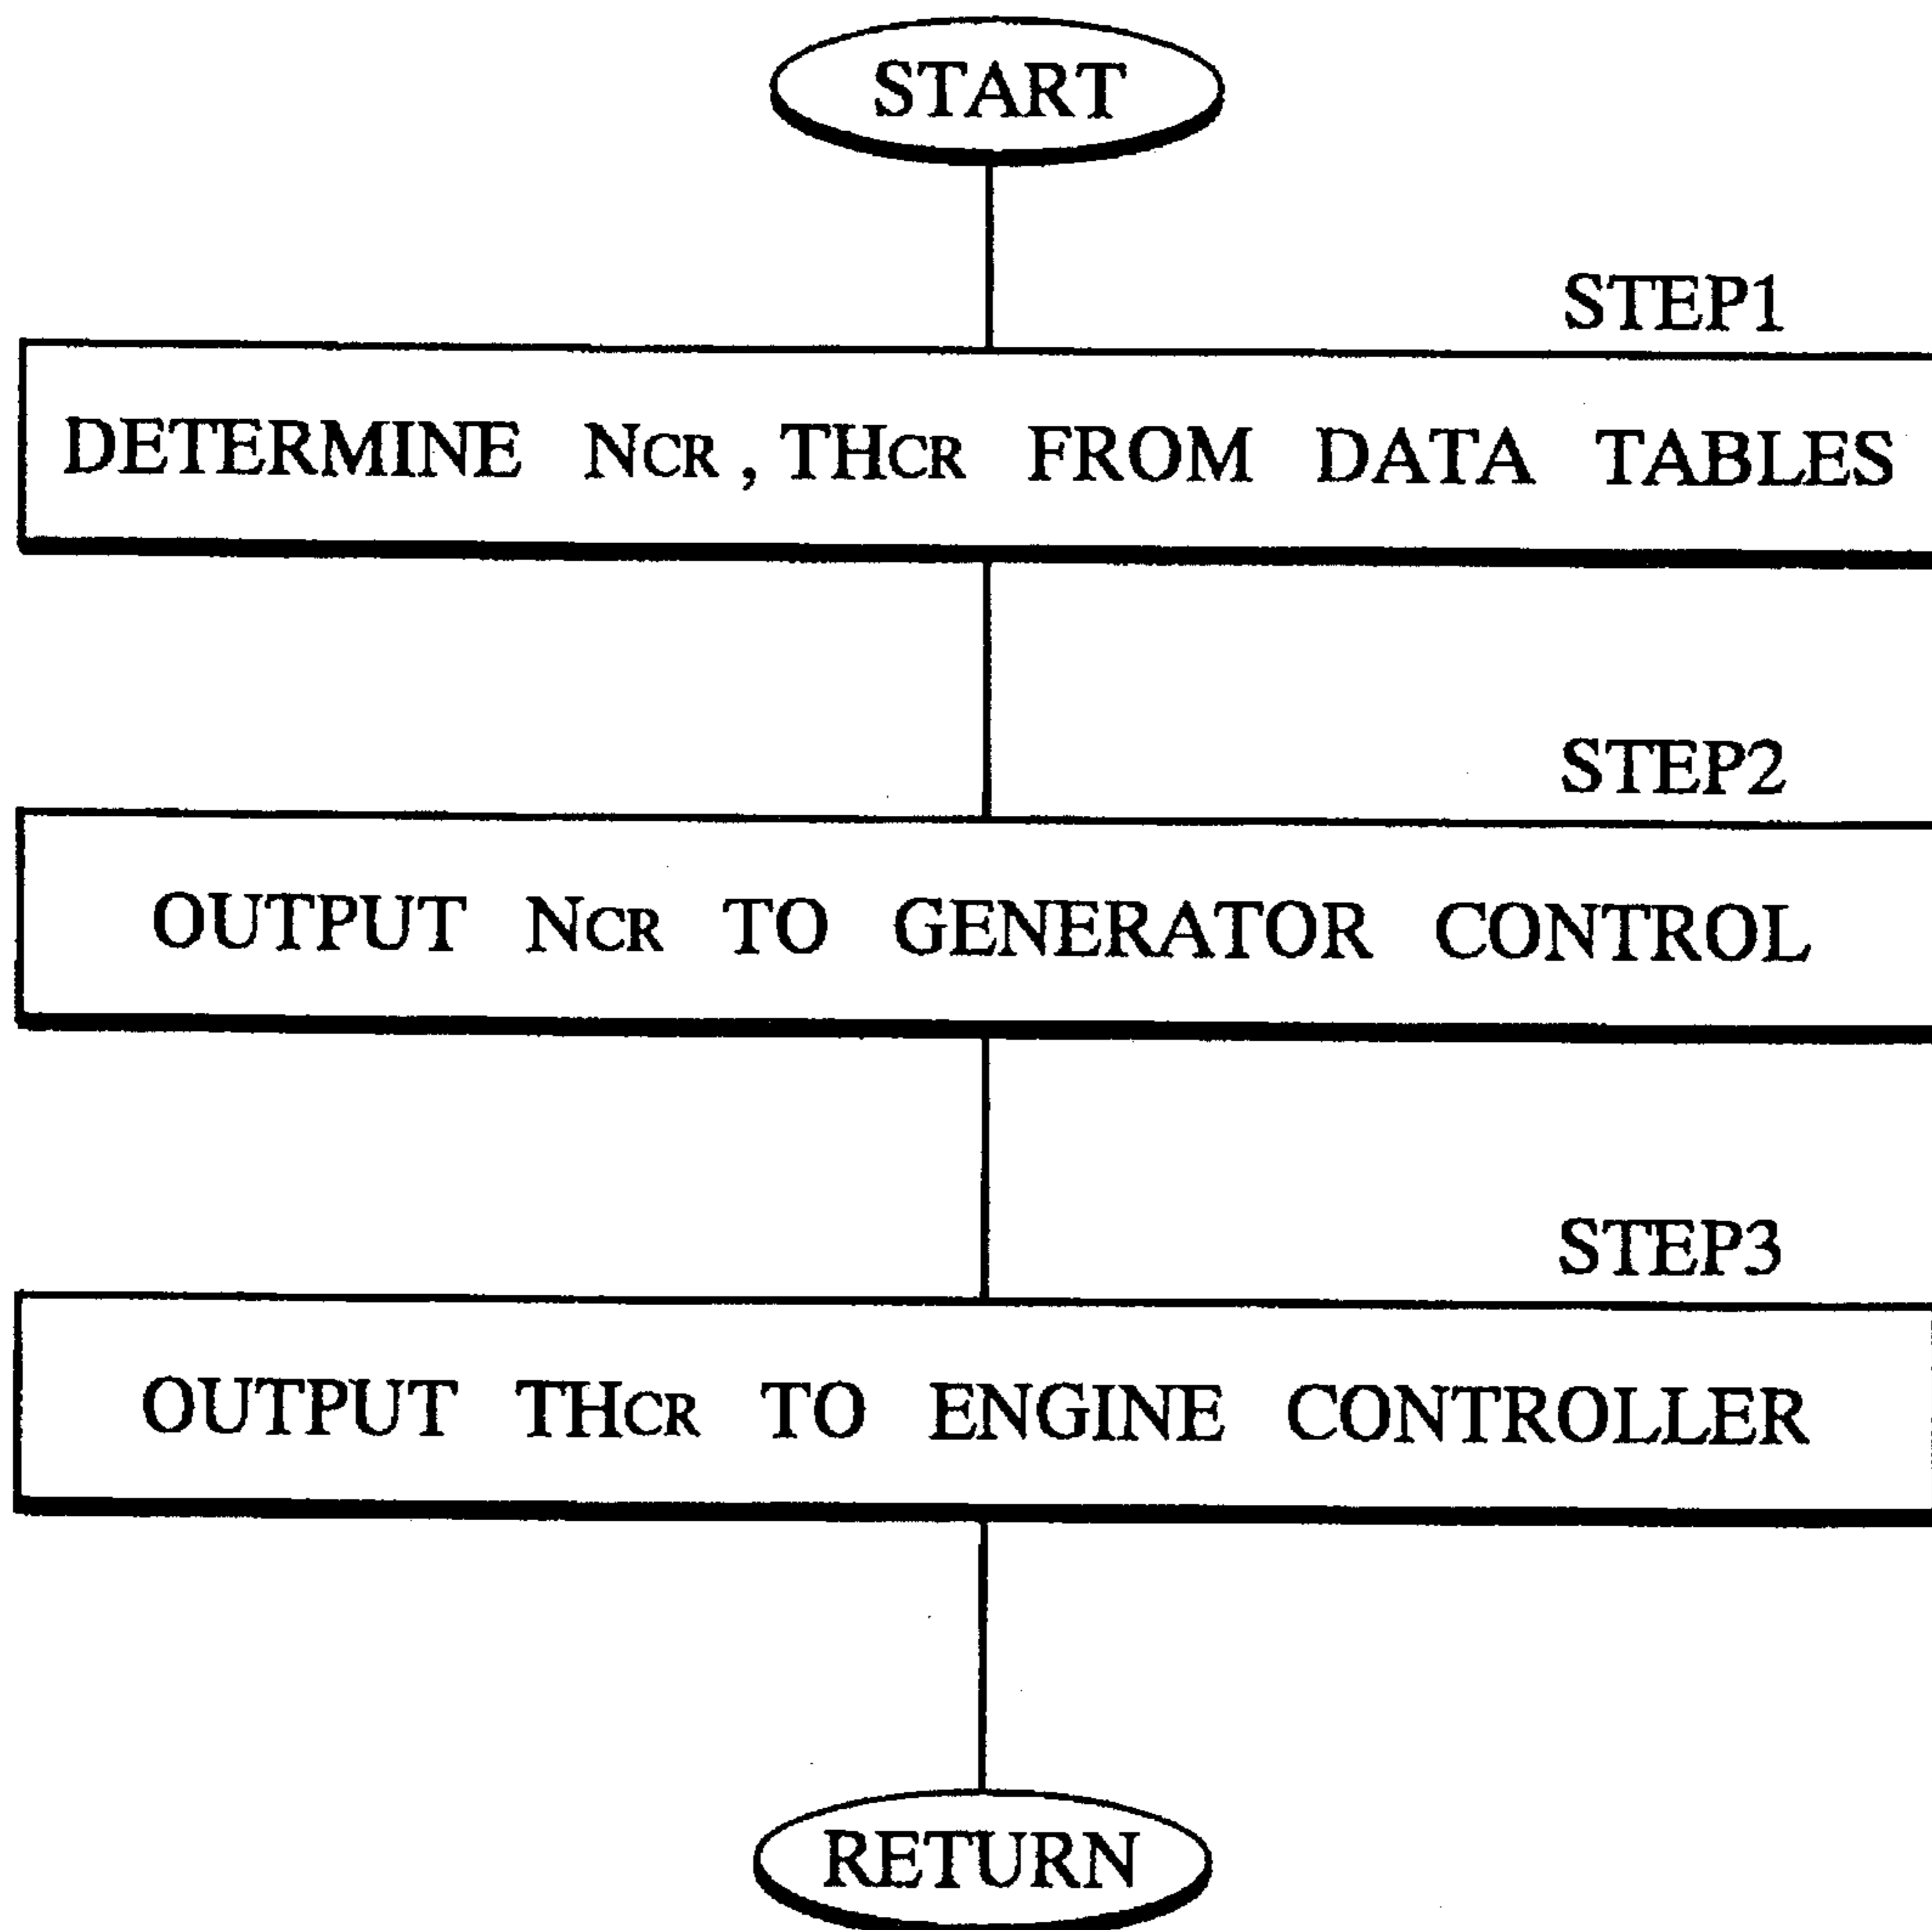 START
STEP1
DETERMINE NCR, THCR FROM DATA TABLES
STEP2
OUTPUT NCR TO GENERATOR CONTROL
STEP3
OUTPUT THCR TO ENGINE CONTROLLER
RETURN